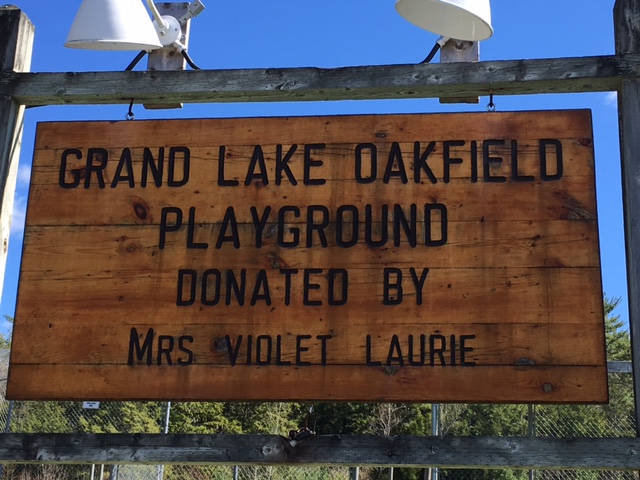 GRAND LAKE OAKFIELD
PLAYGROUND
DONATED BY
MRS VIOLET LAURIE